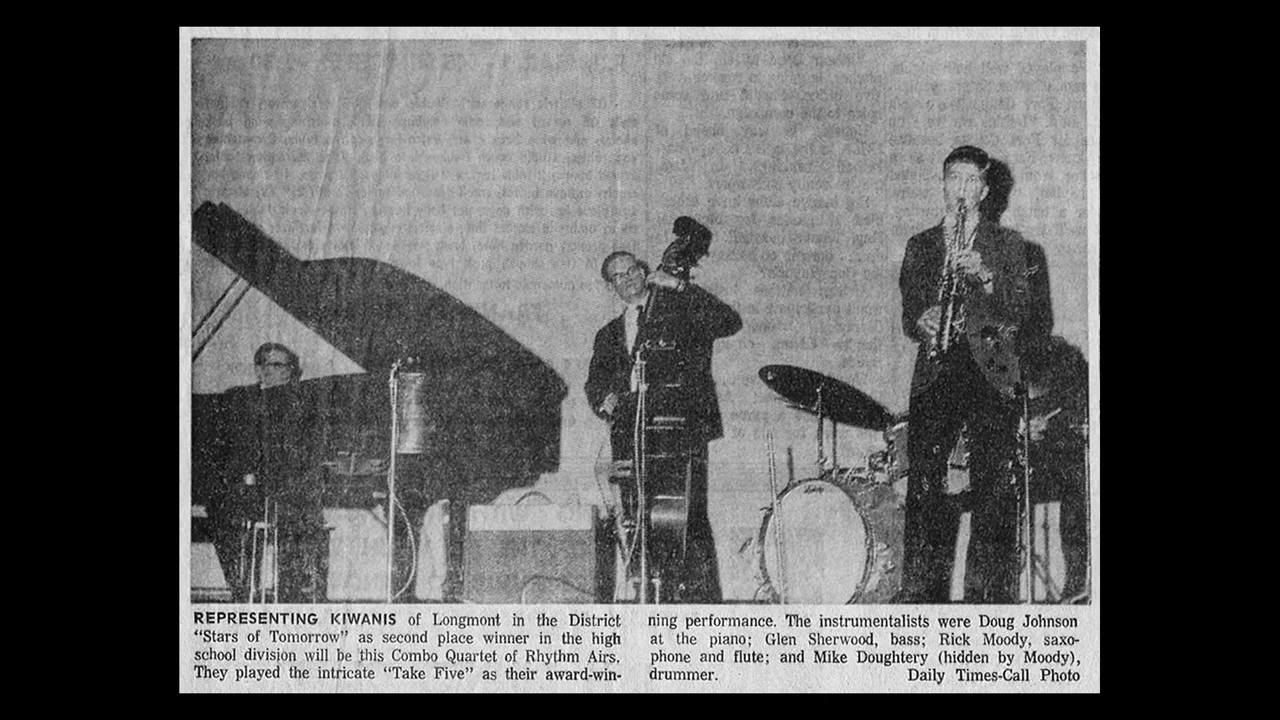 REPRESENTING KIWANIS of Longmont in the District
"Stars of Tomorrow" as second place winner in the high
school division will be this Combo Quartet of Rhythm Airs.
They played the intricate "Take Five" as their award-win-
ning performance. The instrumentalists were Doug Johnson
at the piano; Glen Sherwood, bass; Rick Moody, saxo-
phone and flute; and Mike Doughtery (hidden by Moody),
drummer. Daily Times-Call Photo